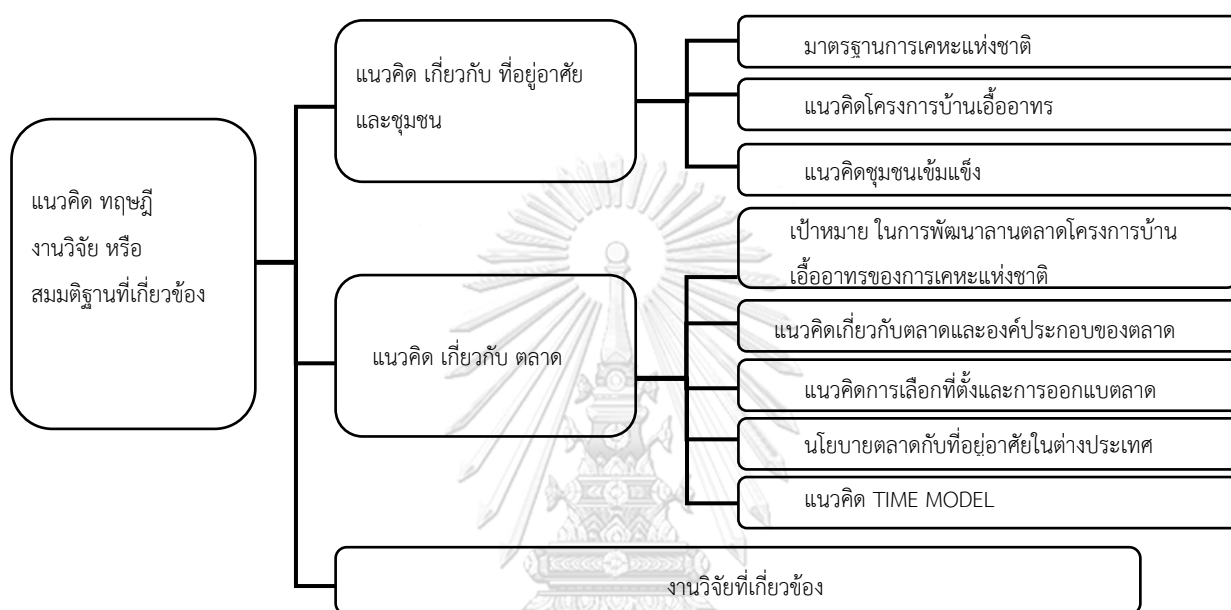 แนวคิด ทฤษฎี
งานวิจัย หรือ
สมมติฐานที่เกี่ยวข้อง
แนวคิด เกี่ยวกับ ที่อยู่อาศัย
และชุมชน
มาตรฐานการเคหะแห่งชาติ
แนวคิดโครงการบ้านเอื้ออาทร
แนวคิดชุมชนเข้มแข็ง
แนวคิด เกี่ยวกับ ตลาด
เป้าหมาย ในการพัฒนาลานตลาดโครงการบ้าน
เอื้ออาทรของการเคหะแห่งชาติ
แนวคิดเกี่ยวกับตลาดและองค์ประกอบของตลาด
แนวคิดการเลือกที่ตั้งและการออกแบตลาด
นโยบายตลาดกับที่อยู่อาศัยในต่างประเทศ
แนวคิด TIME MODEL
งานวิจัยที่เกี่ยวข้อง